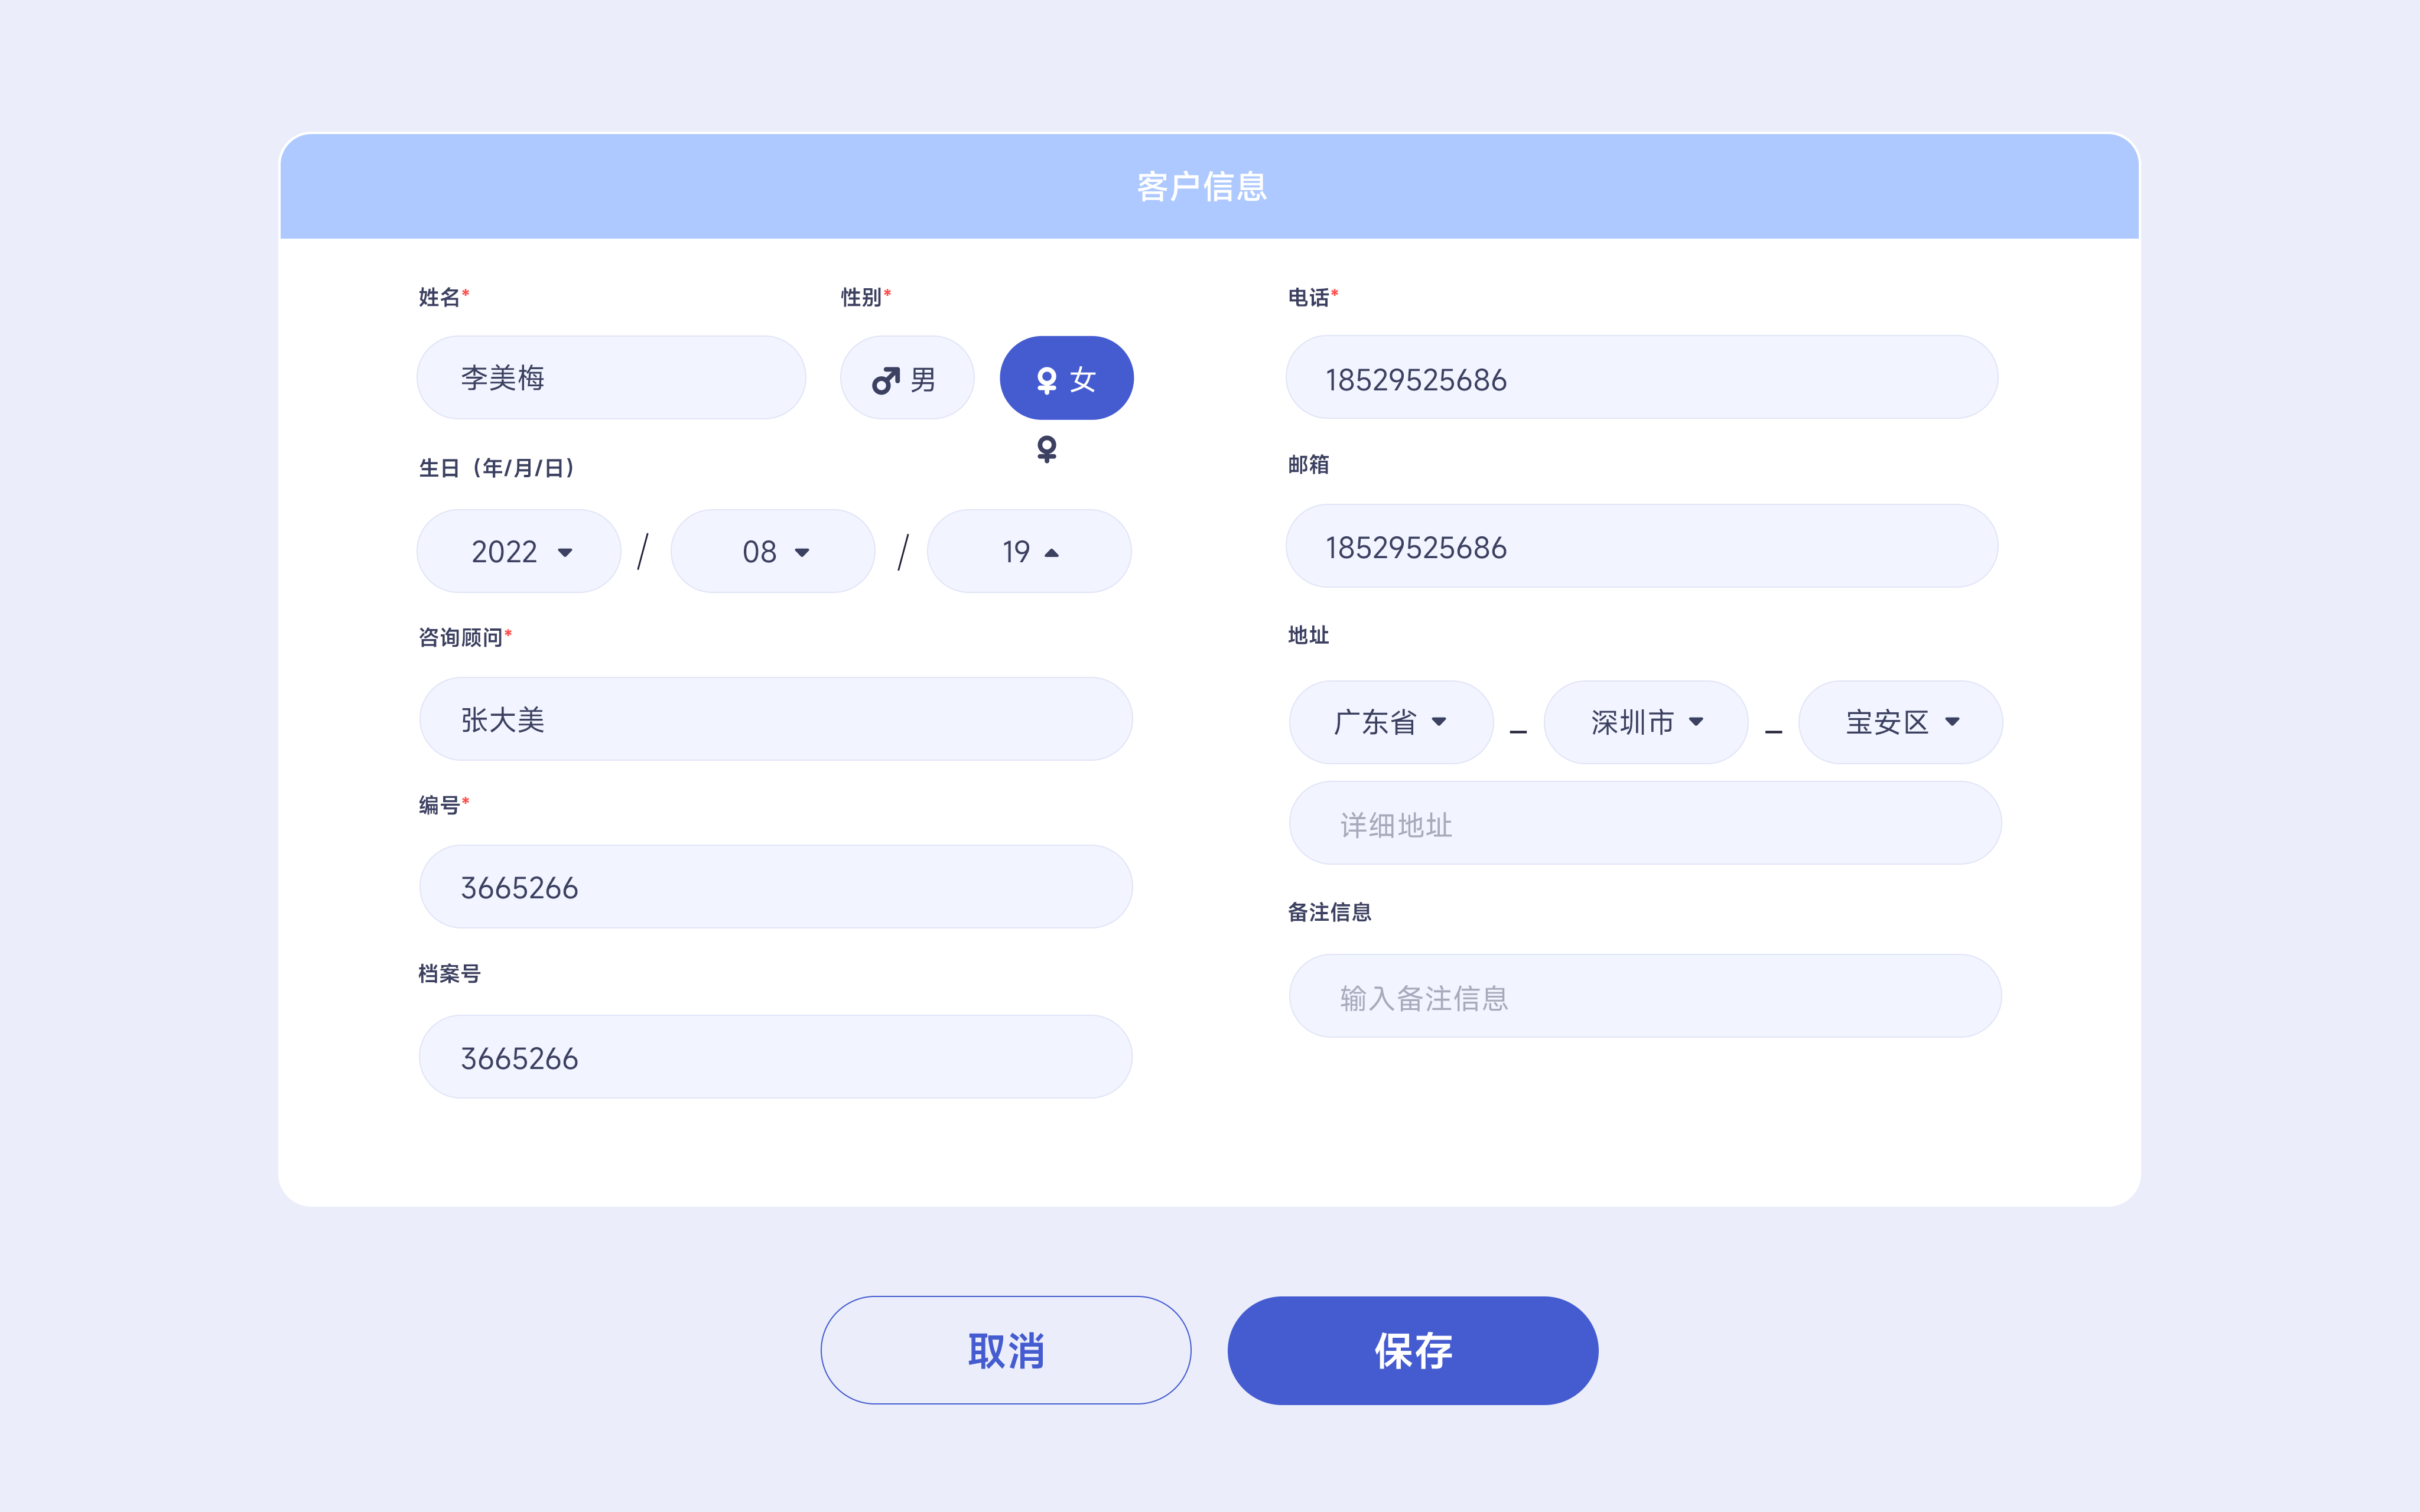 客户信息
姓名*
李美梅
性别*
♂ 男
♀ 女
♀
生日（年/月/日）
2022 / 08 / 19
咨询顾问*
张大美
编号*
3665266
档案号
3665266
电话*
18529525686
邮箱
18529525686
地址
广东省 – 深圳市 – 宝安区
详细地址
备注信息
输入备注信息
取消
保存